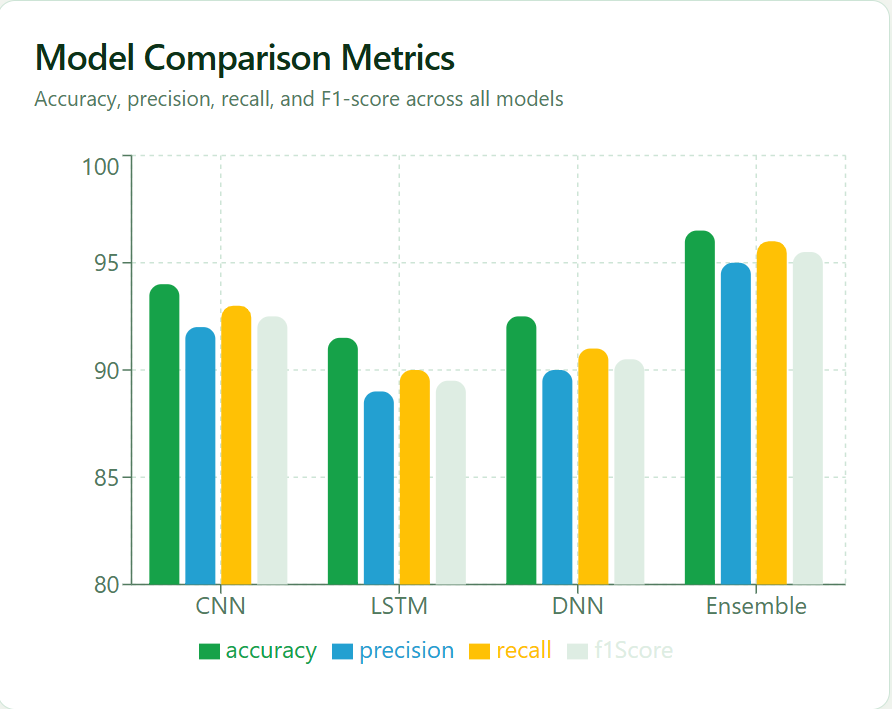 Model Comparison Metrics
Accuracy, precision, recall, and F1-score across all models
100
95
90
85
80
CNN LSTM DNN Ensemble
accuracy precision recall f1Score